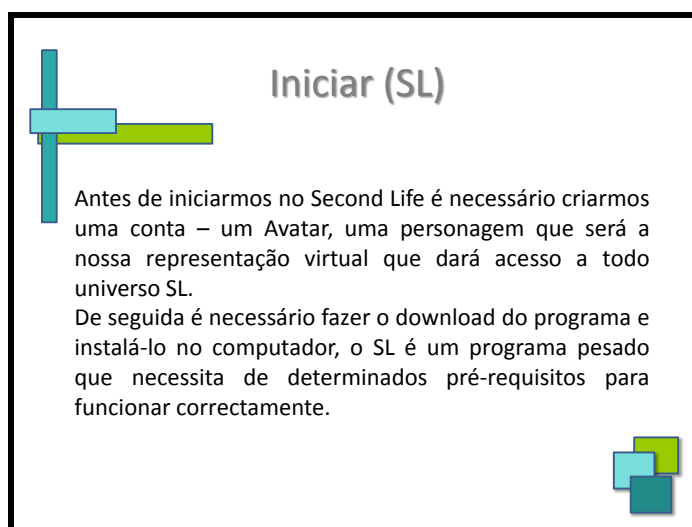 Iniciar (SL)
Antes de iniciarmos no Second Life é necessário criarmos
uma conta – um Avatar, uma personagem que será a
nossa representação virtual que dará acesso a todo
universo SL.
De seguida é necessário fazer o download do programa e
instalá-lo no computador, o SL é um programa pesado
que necessita de determinados pré-requisitos para
funcionar correctamente.